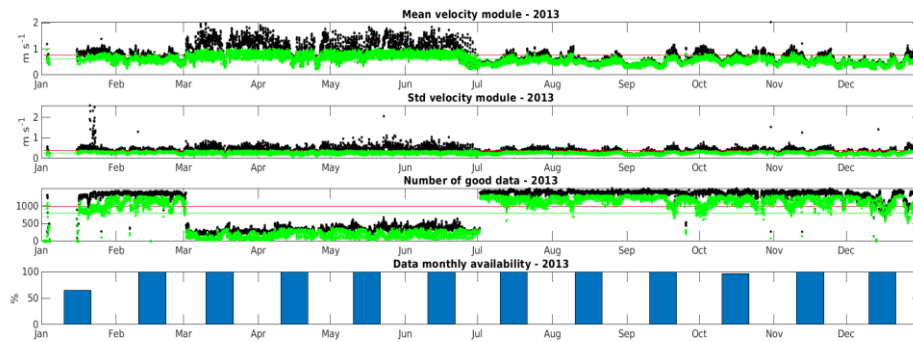 Mean velocity module - 2013
m s⁻¹
2
1
0
Jan Feb Mar Apr May Jun Jul Aug Sep Oct Nov Dec
Std velocity module - 2013
m s⁻¹
2
1
0
Jan Feb Mar Apr May Jun Jul Aug Sep Oct Nov Dec
Number of good data - 2013
1000
500
0
Jan Feb Mar Apr May Jun Jul Aug Sep Oct Nov Dec
Data monthly availability - 2013
%
100
50
0
Jan Feb Mar Apr May Jun Jul Aug Sep Oct Nov Dec